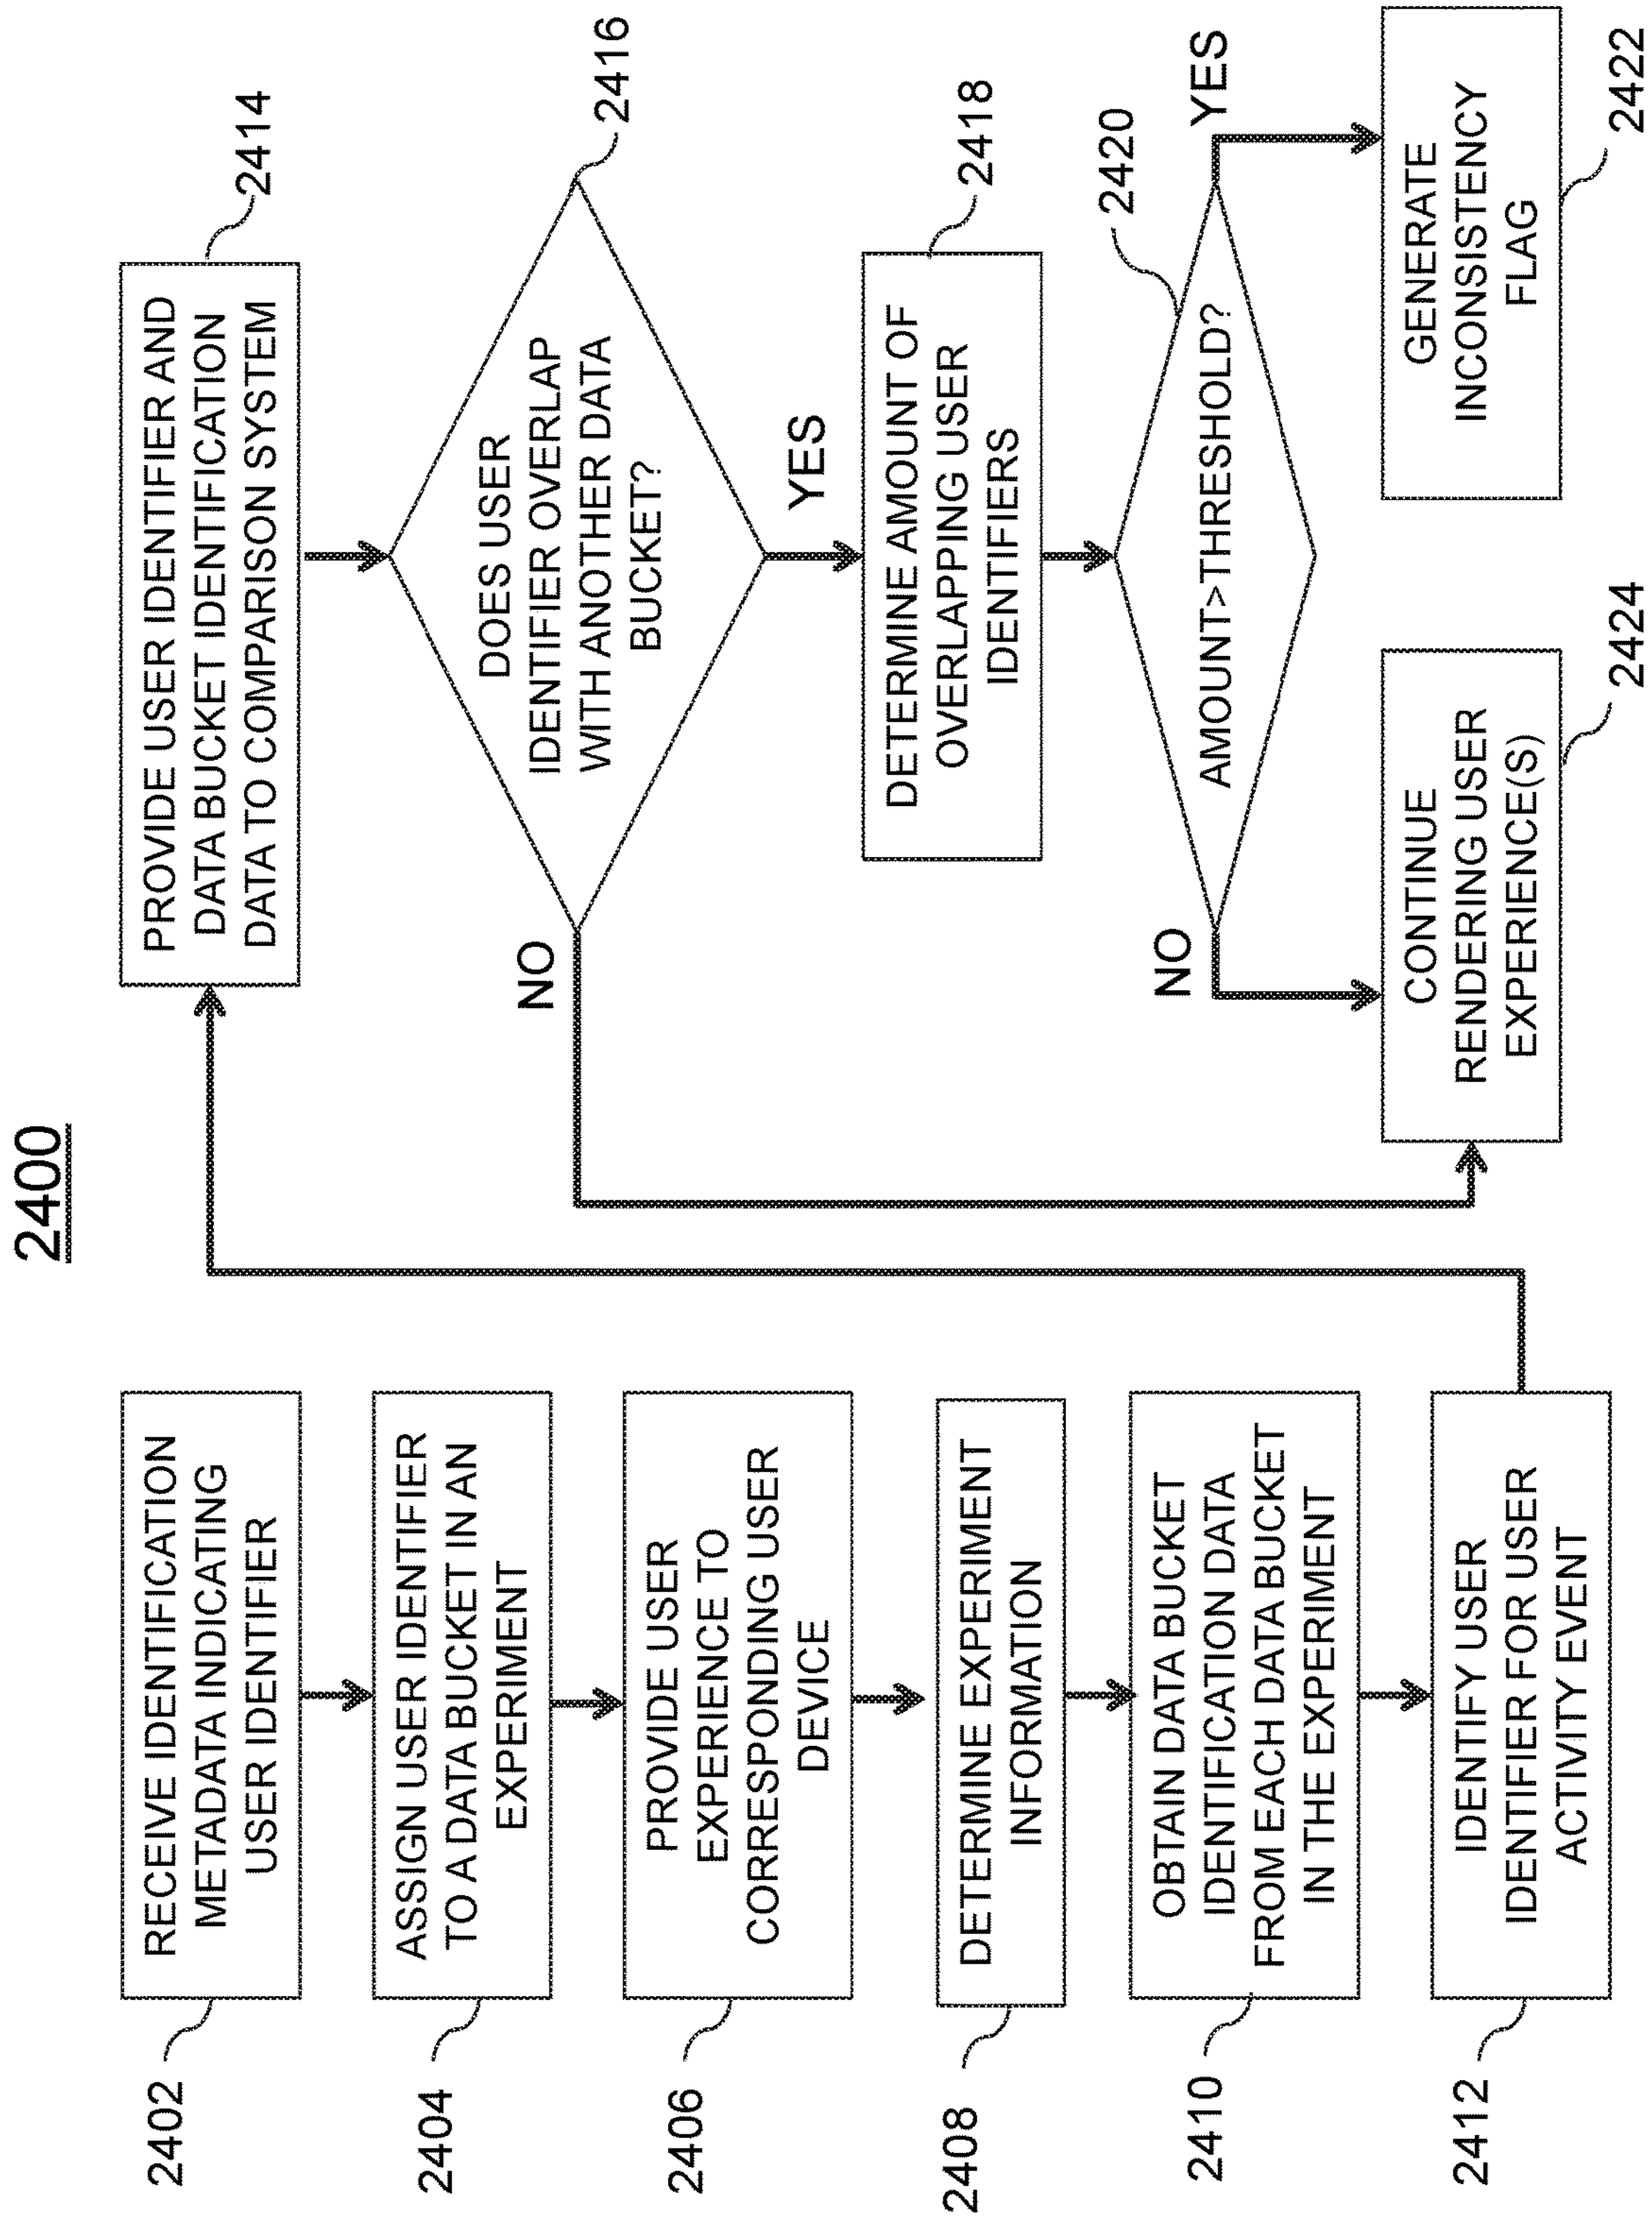 2400
2402
RECEIVE IDENTIFICATION
METADATA INDICATING
USER IDENTIFIER
2404
ASSIGN USER IDENTIFIER
TO A DATA BUCKET IN AN
EXPERIMENT
2406
PROVIDE USER
EXPERIENCE TO
CORRESPONDING USER
DEVICE
2408
DETERMINE EXPERIMENT
INFORMATION
2410
OBTAIN DATA BUCKET
IDENTIFICATION DATA
FROM EACH DATA BUCKET
IN THE EXPERIMENT
2412
IDENTIFY USER
IDENTIFIER FOR USER
ACTIVITY EVENT
PROVIDE USER IDENTIFIER AND
DATA BUCKET IDENTIFICATION
DATA TO COMPARISON SYSTEM
2414
DOES USER
IDENTIFIER OVERLAP
WITH ANOTHER DATA
BUCKET?
2416
NO
YES
DETERMINE AMOUNT OF
OVERLAPPING USER
IDENTIFIERS
2418
AMOUNT>THRESHOLD?
2420
NO
YES
CONTINUE
RENDERING USER
EXPERIENCE(S)
2424
GENERATE
INCONSISTENCY
FLAG
2422